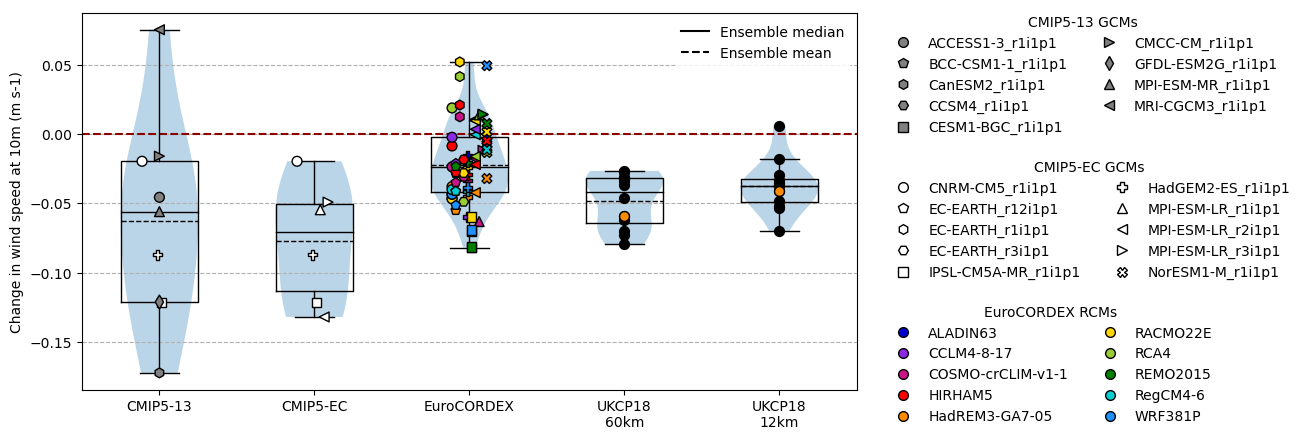 Change in wind speed at 10m (m s-1)
0.05
0.00
−0.05
−0.10
−0.15
CMIP5-13
CMIP5-EC
EuroCORDEX
UKCP18
60km
UKCP18
12km
Ensemble median
Ensemble mean
CMIP5-13 GCMs
ACCESS1-3_r1i1p1
BCC-CSM1-1_r1i1p1
CanESM2_r1i1p1
CCSM4_r1i1p1
CESM1-BGC_r1i1p1
CMCC-CM_r1i1p1
GFDL-ESM2G_r1i1p1
MPI-ESM-MR_r1i1p1
MRI-CGCM3_r1i1p1
CMIP5-EC GCMs
CNRM-CM5_r1i1p1
EC-EARTH_r12i1p1
EC-EARTH_r1i1p1
EC-EARTH_r3i1p1
IPSL-CM5A-MR_r1i1p1
HadGEM2-ES_r1i1p1
MPI-ESM-LR_r1i1p1
MPI-ESM-LR_r2i1p1
MPI-ESM-LR_r3i1p1
NorESM1-M_r1i1p1
EuroCORDEX RCMs
ALADIN63
CCLM4-8-17
COSMO-crCLIM-v1-1
HIRHAM5
HadREM3-GA7-05
RACMO22E
RCA4
REMO2015
RegCM4-6
WRF381P